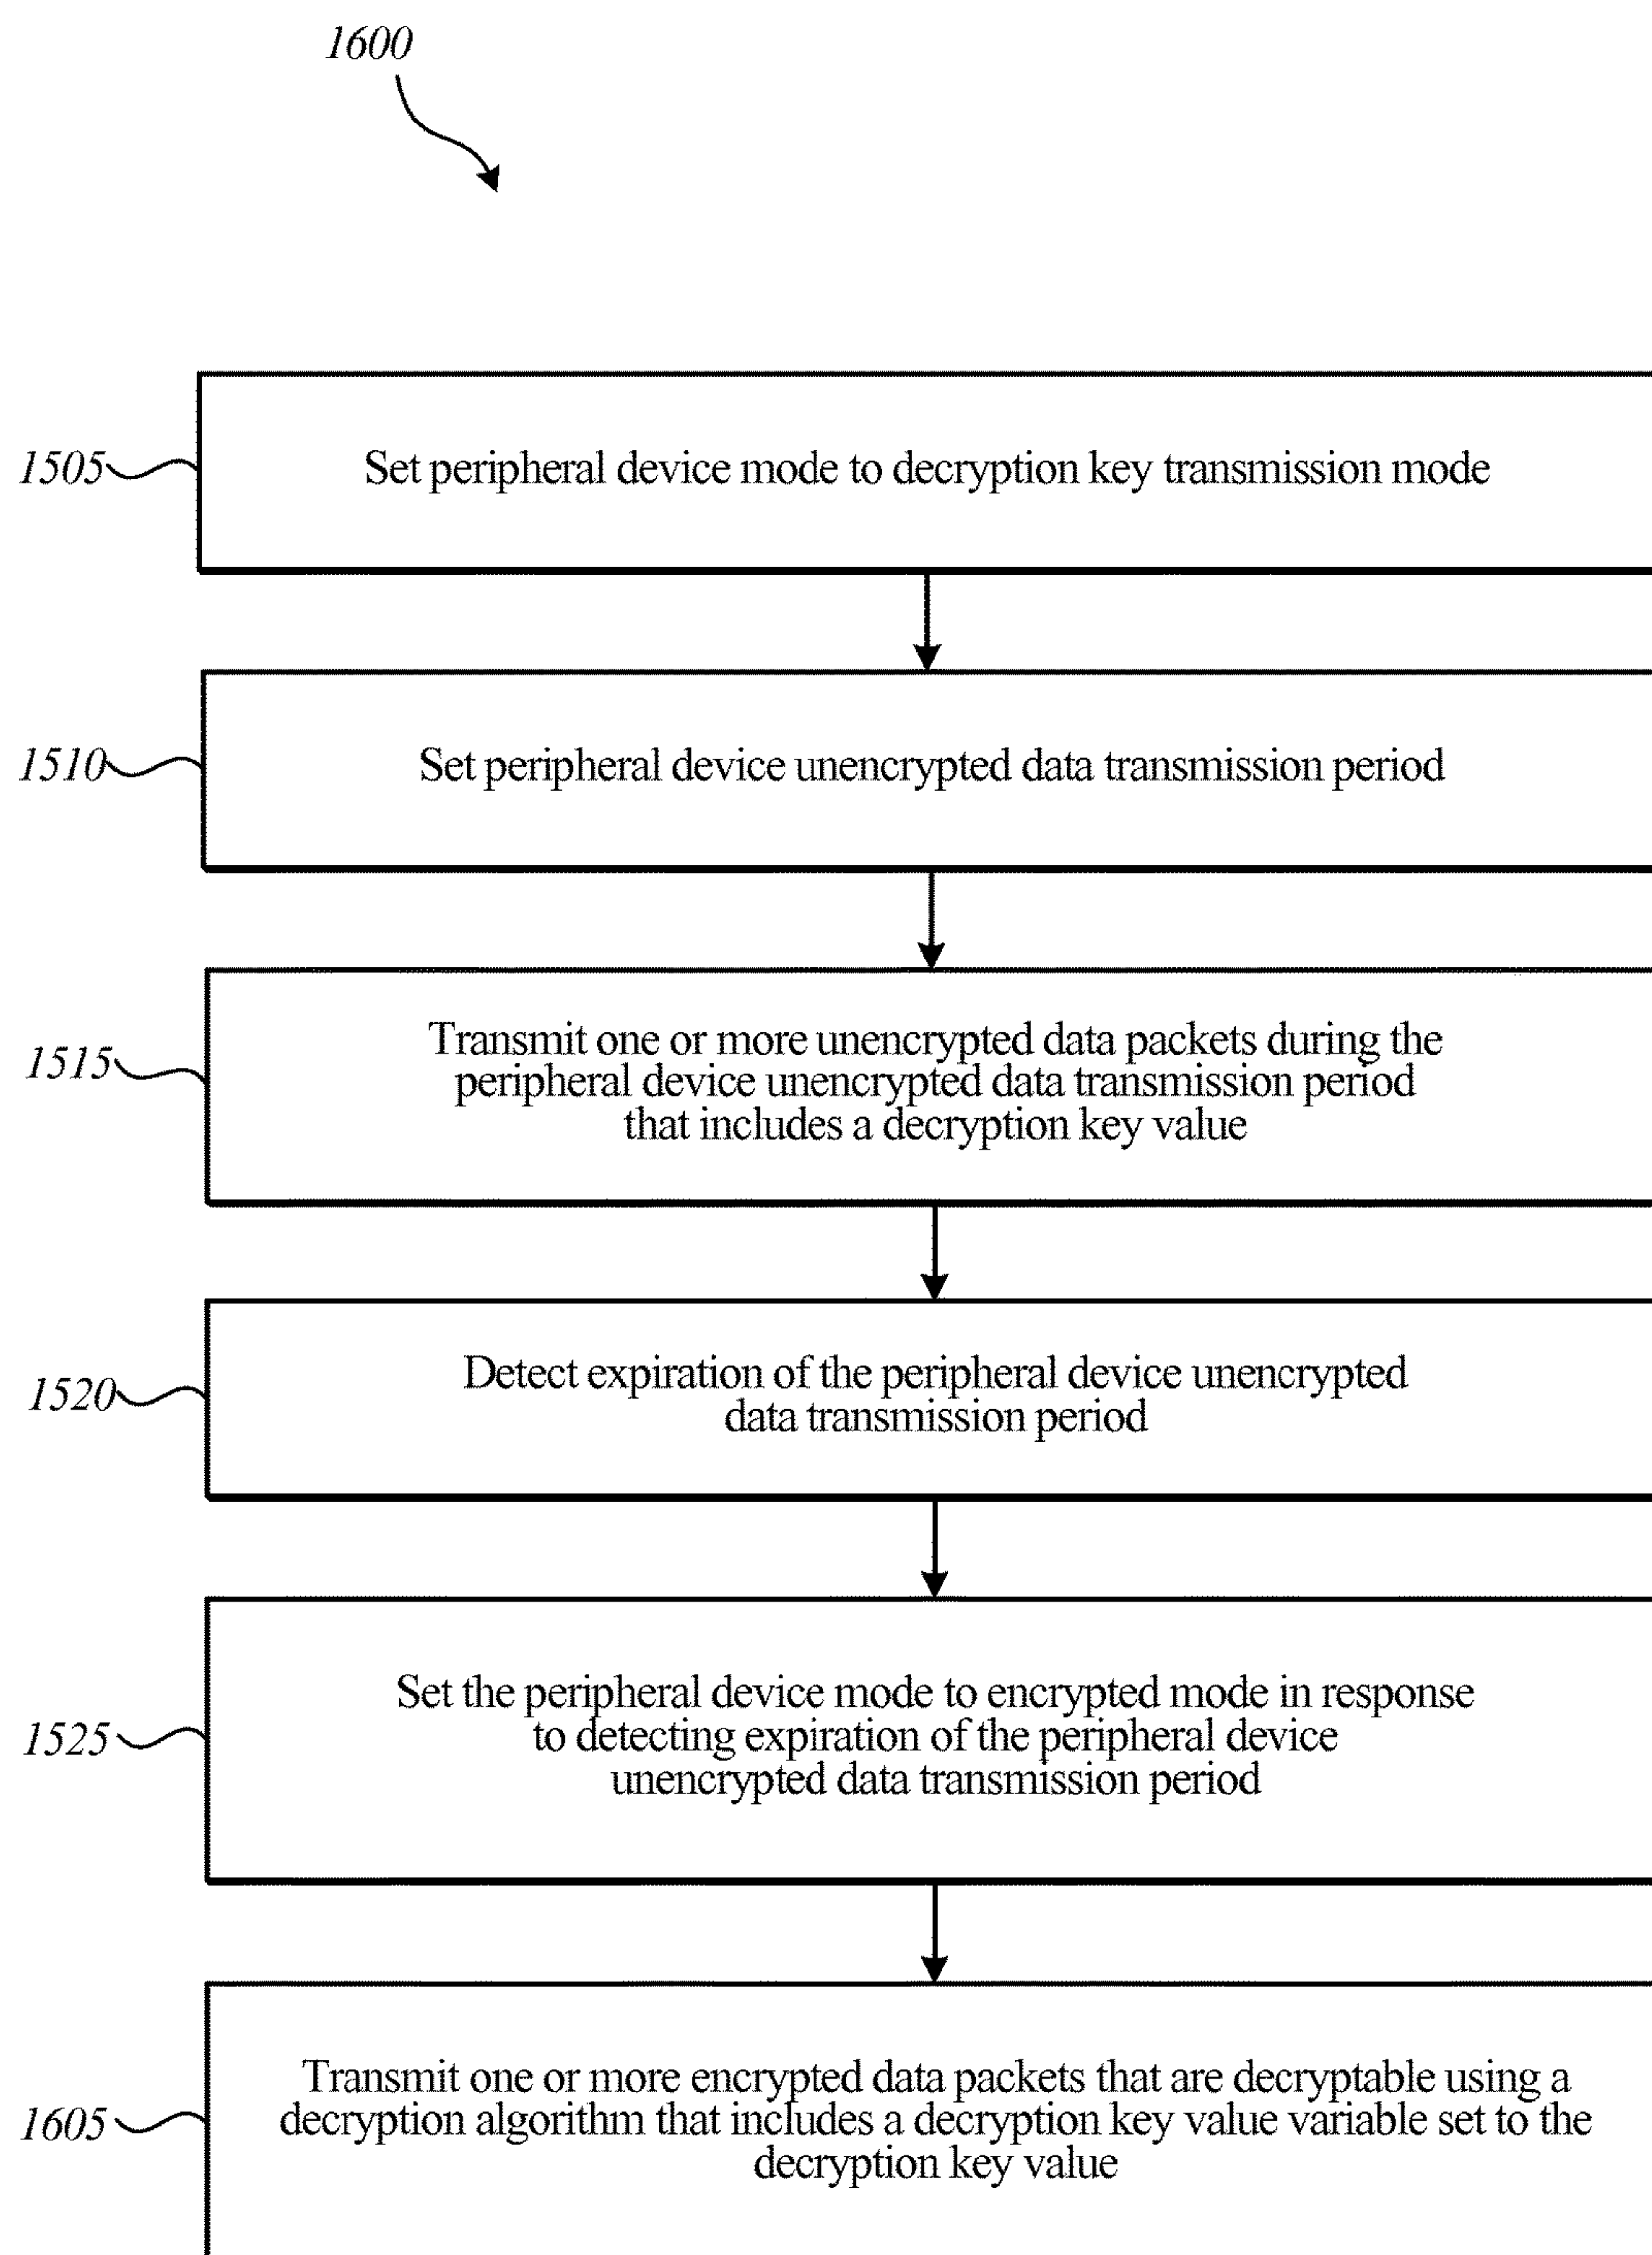 1600
1505
Set peripheral device mode to decryption key transmission mode
1510
Set peripheral device unencrypted data transmission period
1515
Transmit one or more unencrypted data packets during the
peripheral device unencrypted data transmission period
that includes a decryption key value
1520
Detect expiration of the peripheral device unencrypted
data transmission period
1525
Set the peripheral device mode to encrypted mode in response
to detecting expiration of the peripheral device
unencrypted data transmission period
1605
Transmit one or more encrypted data packets that are decryptable using a
decryption algorithm that includes a decryption key value variable set to the
decryption key value